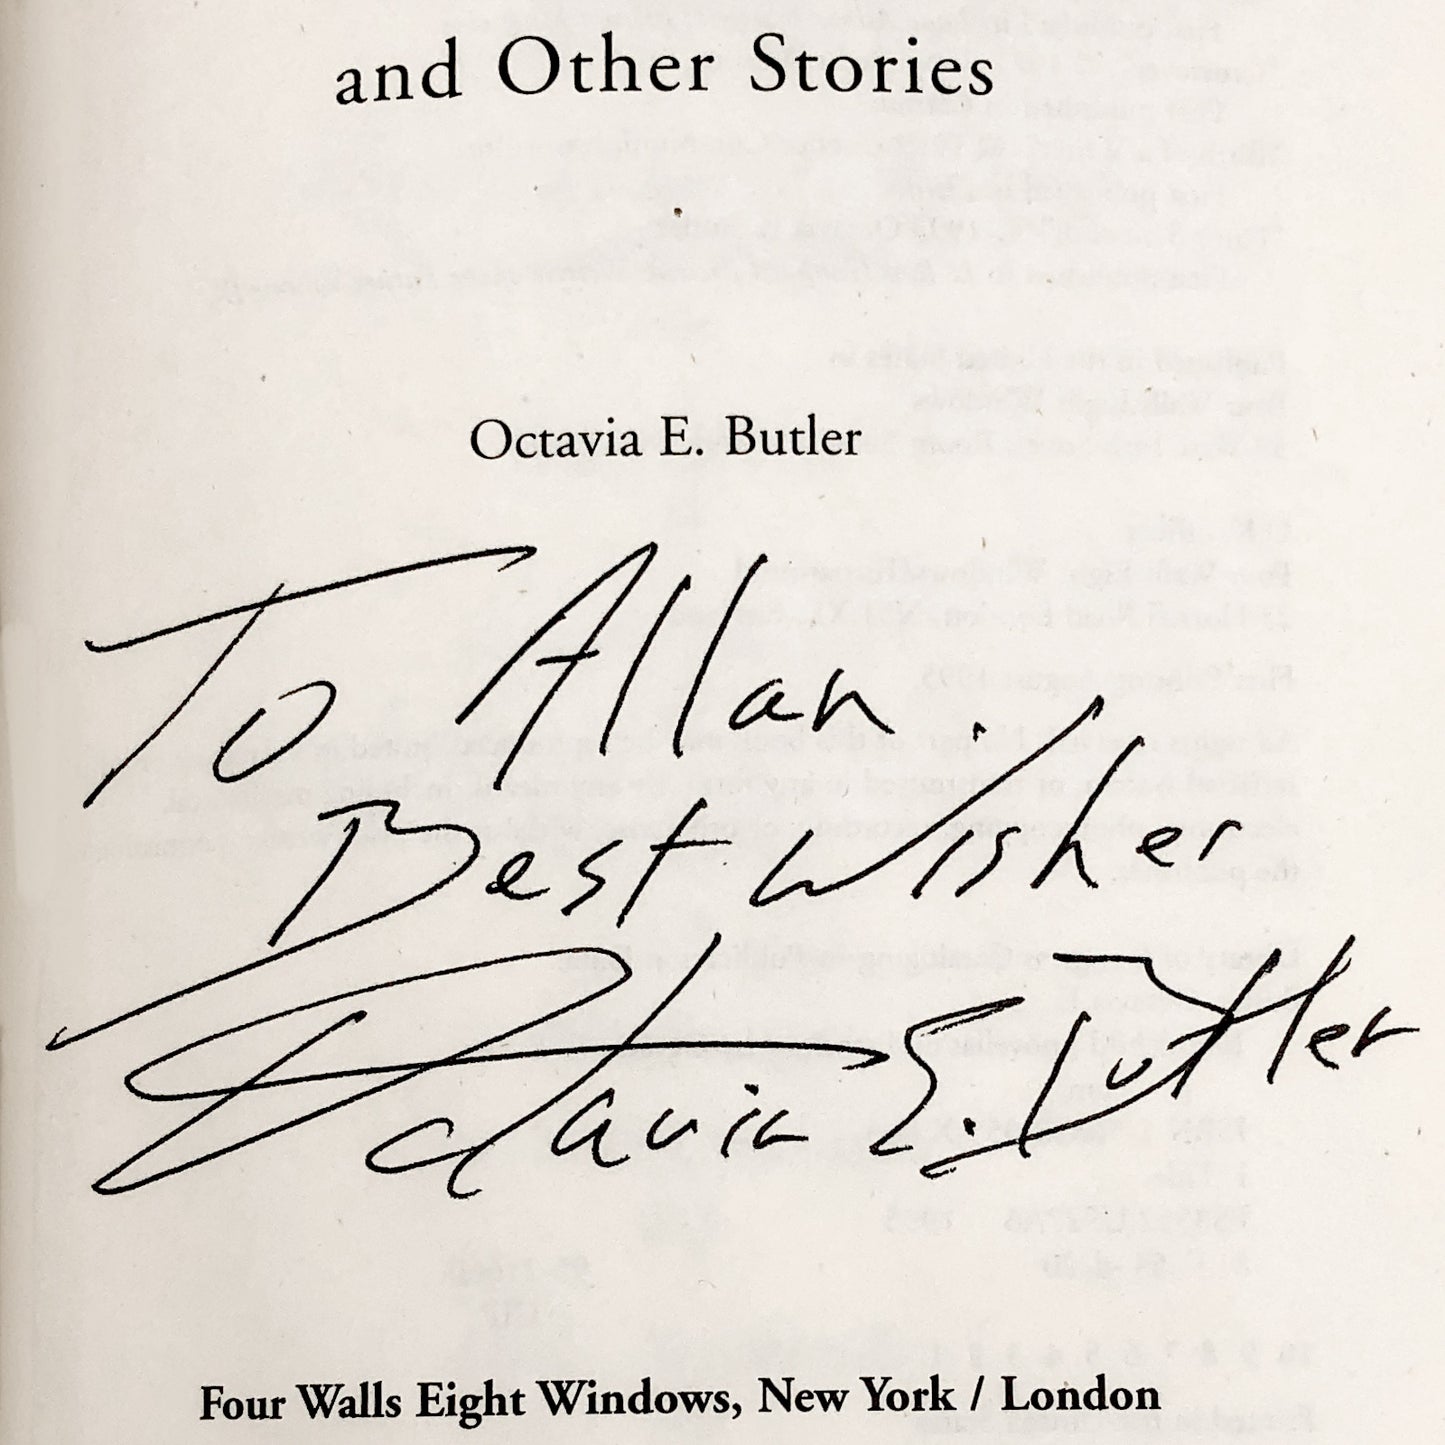 and Other Stories
Octavia E. Butler
To Allan.
Best Wishes
Octavia E. Butler
Four Walls Eight Windows, New York / London